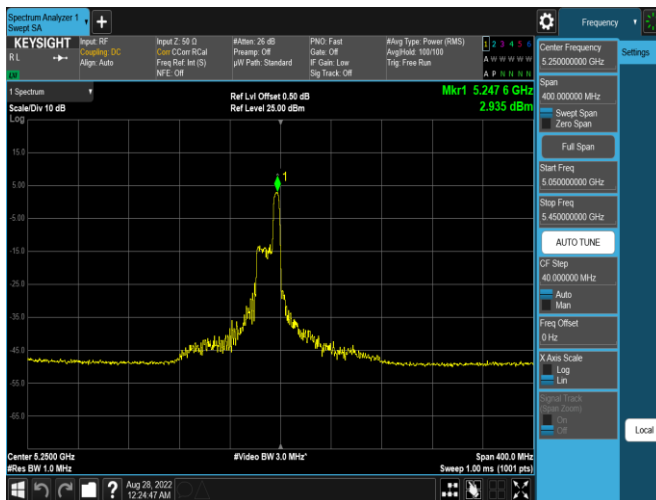 Spectrum Analyzer 1
Swept SA
+
Frequency
KEYSIGHT
RL
Input: RF
Coupling: DC
Align: Auto
Input Z: 50 Ω
Corr CCorr RCal
Freq Ref: Int (S)
NFE: Off
#Atten: 26 dB
Preamp: Off
µW Path: Standard
PNO: Fast
Gate: Off
IF Gain: Low
Sig Track: Off
#Avg Type: Power (RMS)
Avg|Hold: 100/100
Trig: Free Run
1 2 3 4 5 6
A W W W W W
A P N N N N
1 Spectrum
Scale/Div 10 dB
Log
Ref Lvl Offset 0.50 dB
Ref Level 25.00 dBm
Mkr1 5.247 6 GHz
2.935 dBm
15.0
5.00
-5.00
-15.0
-25.0
-35.0
-45.0
-55.0
-65.0
1
Center 5.2500 GHz
#Res BW 1.0 MHz
#Video BW 3.0 MHz*
Span 400.0 MHz
Sweep 1.00 ms (1001 pts)
Aug 28, 2022
12:24:47 AM
?
Center Frequency
5.250000000 GHz
Span
400.000000 MHz
Swept Span
Zero Span
Full Span
Start Freq
5.050000000 GHz
Stop Freq
5.450000000 GHz
AUTO TUNE
CF Step
40.000000 MHz
Auto
Man
Freq Offset
0 Hz
X Axis Scale
Log
Lin
Signal Track
(Span Zoom)
On
Off
Settings
Local